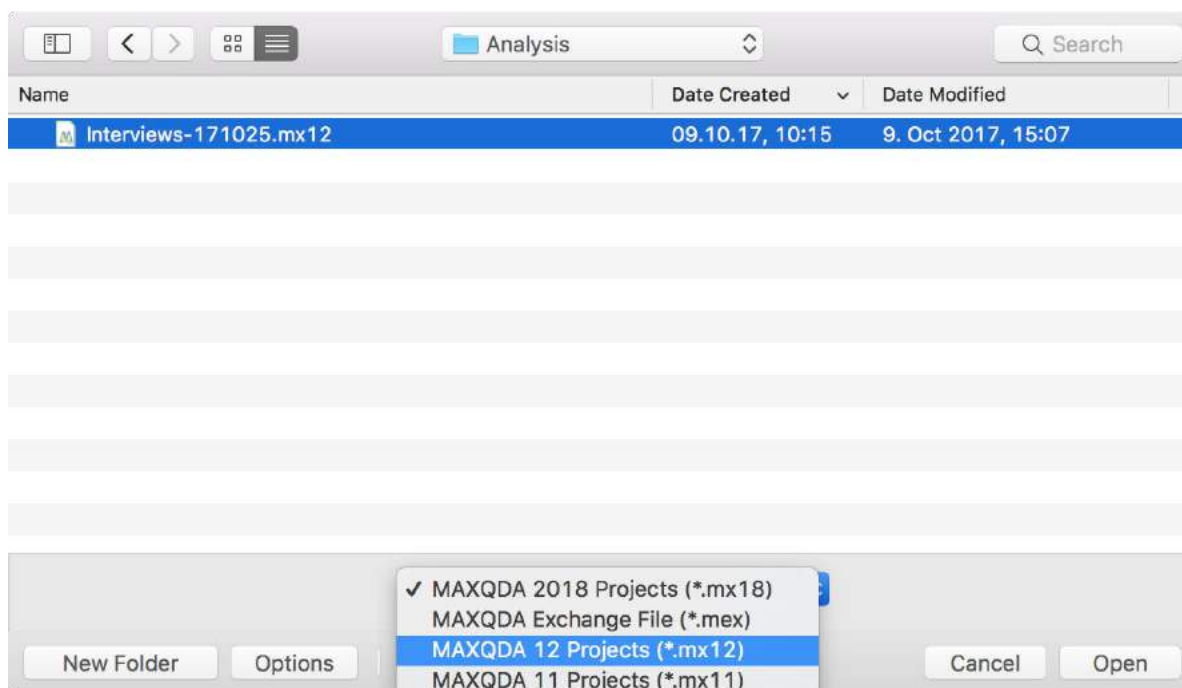 Analysis
Search
Name Date Created Date Modified
Interviews-171025.mx12 09.10.17, 10:15 9. Oct 2017, 15:07
✓ MAXQDA 2018 Projects (*.mx18)
MAXQDA Exchange File (*.mex)
MAXQDA 12 Projects (*.mx12)
MAXQDA 11 Projects (*.mx11)
New Folder Options Cancel Open